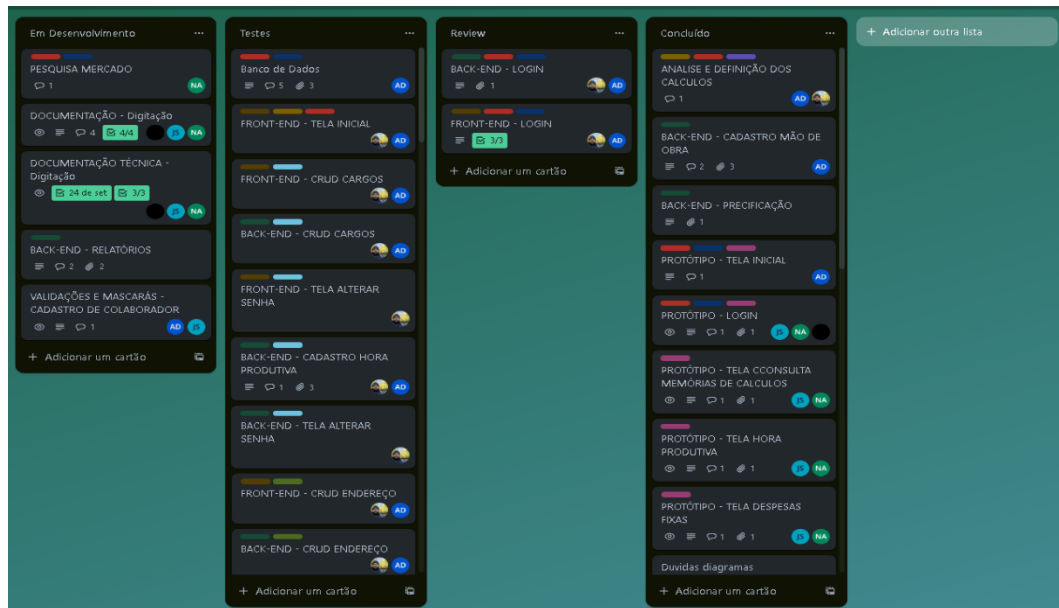 Em Desenvolvimento
PESQUISA MERCADO
1
NA
DOCUMENTAÇÃO - Digitação
4
4/4
JS
NA
DOCUMENTAÇÃO TÉCNICA -
Digitação
24 de set
3/3
JS
NA
BACK-END - RELATÓRIOS
2
2
VALIDAÇÕES E MASCARÁS -
CADASTRO DE COLABORADOR
1
AD
JS
+ Adicionar um cartão
Testes
Banco de Dados
5
3
AD
FRONT-END - TELA INICIAL
AD
FRONT-END - CRUD CARGOS
AD
BACK-END - CRUD CARGOS
AD
FRONT-END - TELA ALTERAR
SENHA
BACK-END - CADASTRO HORA
PRODUTIVA
1
3
AD
BACK-END - TELA ALTERAR
SENHA
FRONT-END - CRUD ENDEREÇO
AD
BACK-END - CRUD ENDEREÇO
AD
+ Adicionar um cartão
Review
BACK-END - LOGIN
1
AD
FRONT-END - LOGIN
3/3
AD
+ Adicionar um cartão
Concluído
ANALISE E DEFINIÇÃO DOS
CALCULOS
1
AD
BACK-END - CADASTRO MÃO DE
OBRA
2
3
AD
BACK-END - PRECIFICAÇÃO
1
PROTÓTIPO - TELA INICIAL
1
AD
PROTÓTIPO - LOGIN
1
1
JS
NA
PROTÓTIPO - TELA CCONSULTA
MEMÓRIAS DE CALCULOS
1
1
JS
NA
PROTÓTIPO - TELA HORA
PRODUTIVA
1
1
JS
NA
PROTÓTIPO - TELA DESPESAS
FIXAS
1
1
JS
NA
Duvidas diagramas
+ Adicionar um cartão
+ Adicionar outra lista